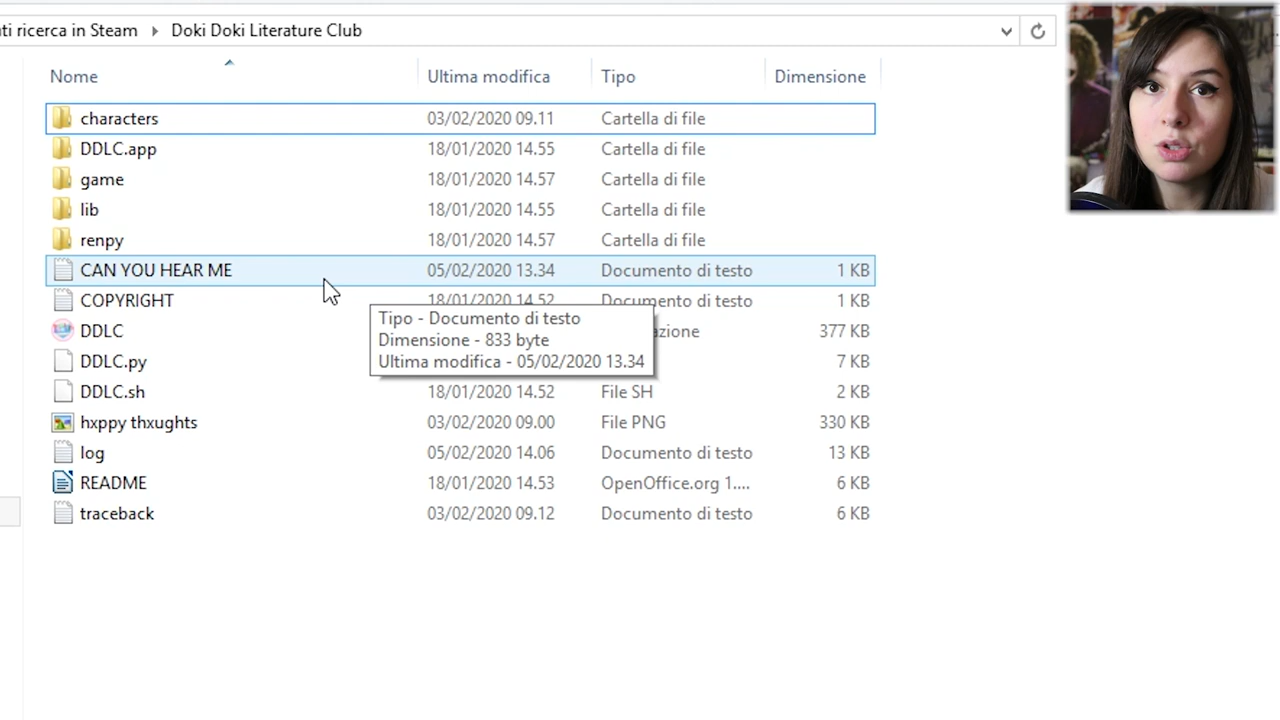 ti ricerca in Steam Doki Doki Literature Club
Nome Ultima modifica Tipo Dimensione
characters 03/02/2020 09.11 Cartella di file
DDLC.app 18/01/2020 14.55 Cartella di file
game 18/01/2020 14.57 Cartella di file
lib 18/01/2020 14.55 Cartella di file
renpy 18/01/2020 14.57 Cartella di file
CAN YOU HEAR ME 05/02/2020 13.34 Documento di testo 1 KB
COPYRIGHT 18/01/2020 14.52 Documento di testo 1 KB
Tipo - Documento di testo
DDLC azione 377 KB
Dimensione - 833 byte
Ultima modifica - 05/02/2020 13.34
DDLC.py 7 KB
DDLC.sh 18/01/2020 14.52 File SH 2 KB
hxppy thxughts 03/02/2020 09.00 File PNG 330 KB
log 05/02/2020 14.06 Documento di testo 13 KB
README 18/01/2020 14.53 OpenOffice.org 1.... 6 KB
traceback 03/02/2020 09.12 Documento di testo 6 KB